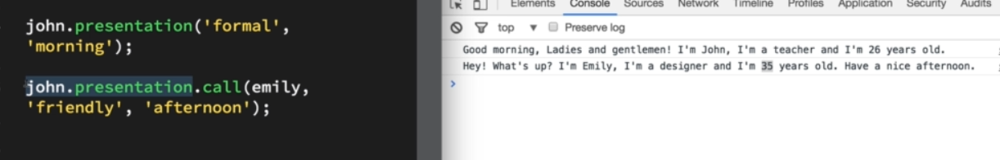 john.presentation('formal',
'morning');
john.presentation.call(emily,
'friendly', 'afternoon');
Elements Console Sources Network Timeline Profiles Application Security Audits
top ▼ Preserve log
Good morning, Ladies and gentlemen! I'm John, I'm a teacher and I'm 26 years old.
Hey! What's up? I'm Emily, I'm a designer and I'm 35 years old. Have a nice afternoon.
>